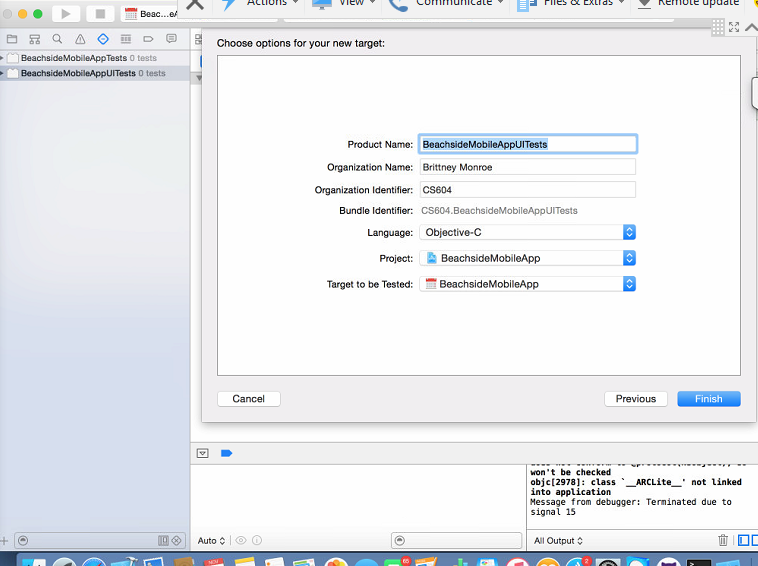 Actions View Communicate Files & Extras Remote update
Beac...eA
Choose options for your new target:
BeachsideMobileAppTests 0 tests
BeachsideMobileAppUITests 0 tests
Product Name: BeachsideMobileAppUITests
Organization Name: Brittney Monroe
Organization Identifier: CS604
Bundle Identifier: CS604.BeachsideMobileAppUITests
Language: Objective-C
Project: BeachsideMobileApp
Target to be Tested: BeachsideMobileApp
Cancel Previous Finish
won't be checked
objc[2978]: class `__ARCLite__' not linked
into application
Message from debugger: Terminated due to
signal 15
Auto All Output